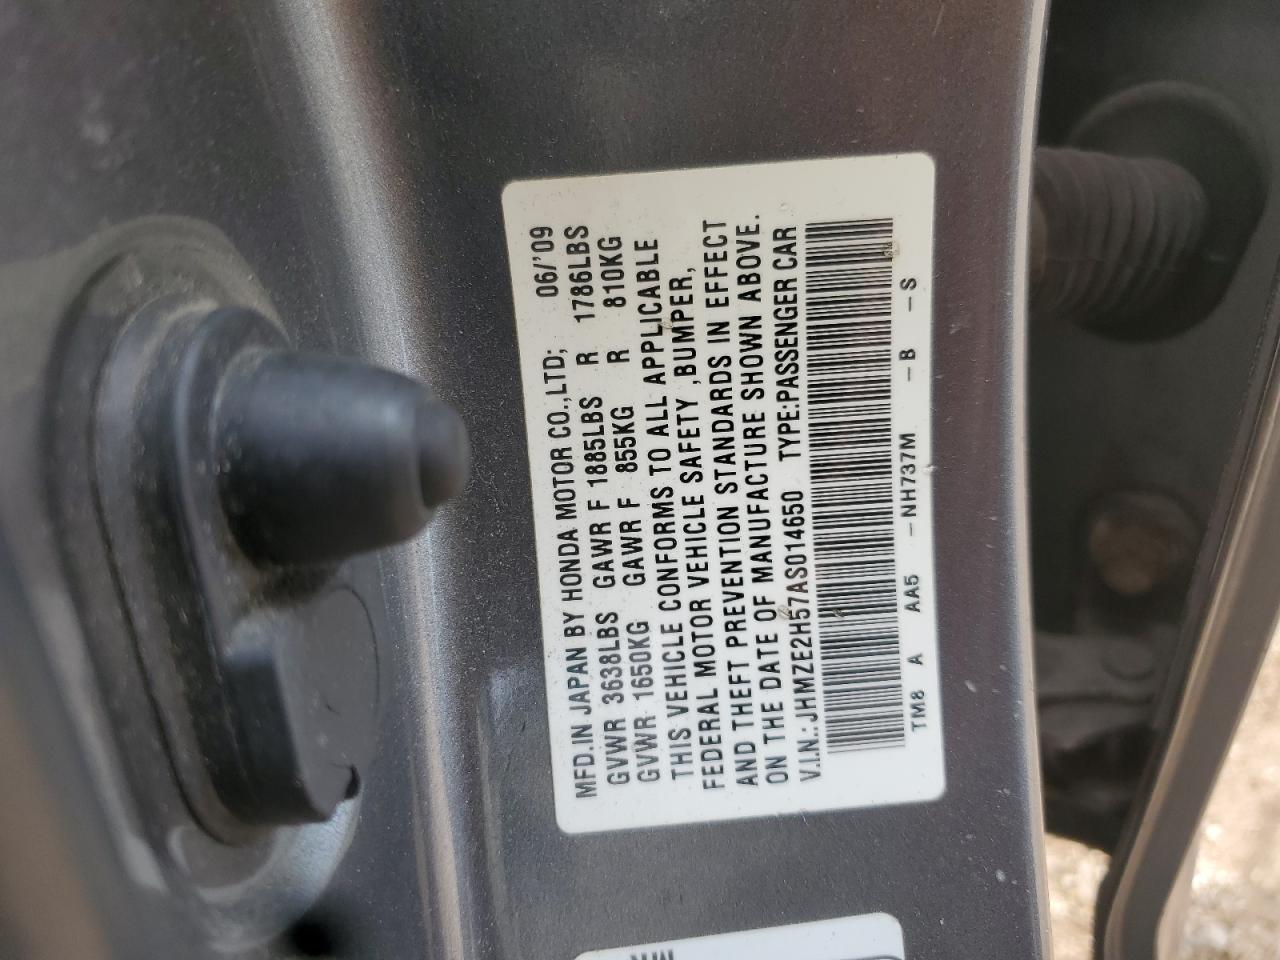 MFD.IN JAPAN BY HONDA MOTOR CO.,LTD; 06/'09
GVWR 3638LBS GAWR F 1885LBS R 1786LBS
GVWR 1650KG GAWR F 855KG R 810KG
THIS VEHICLE CONFORMS TO ALL APPLICABLE
FEDERAL MOTOR VEHICLE SAFETY ,BUMPER,
AND THEFT PREVENTION STANDARDS IN EFFECT
ON THE DATE OF MANUFACTURE SHOWN ABOVE.
V.I.N.: JHMZE2H57AS014650 TYPE:PASSENGER CAR
TM8 A AA5 -NH737M -B -S